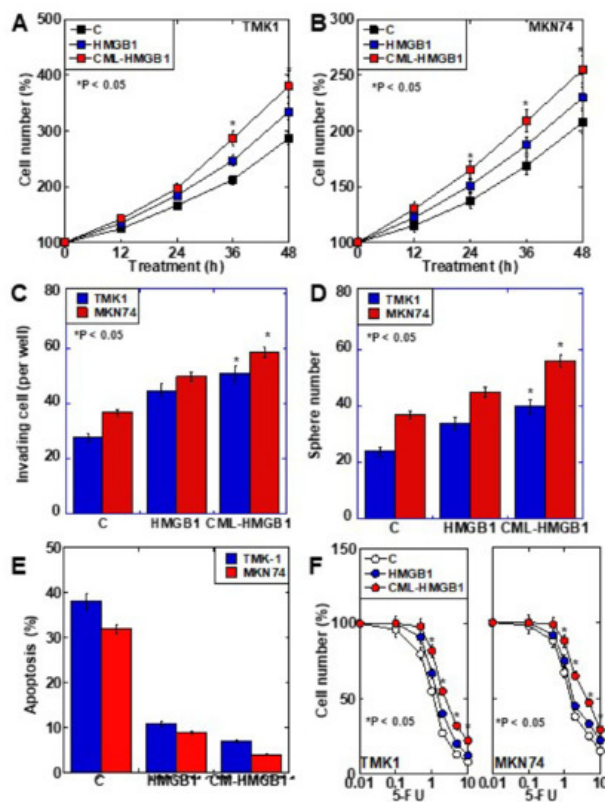 A
TMK1
C
HMGB1
CML-HMGB1
*P < 0.05
Cell number (%)
500
400
300
200
100
0 12 24 36 48
Treatment (h)
* *
B
MKN74
C
HMGB1
CML-HMGB1
*P < 0.05
Cell number (%)
300
250
200
150
100
0 12 24 36 48
Treatment (h)
* * *
C
TMK1
MKN74
*P < 0.05
Invading cell (per well)
80
60
40
20
0
* *
C HMGB1 CML-HMGB1
D
TMK1
MKN74
*P < 0.05
Sphere number
80
60
40
20
0
* *
C HMGB1 CML-HMGB1
E
TMK-1
MKN74
Apoptosis (%)
50
40
30
20
10
0
C HMGB1 CM-HMGB1
F
C
HMGB1
CML-HMGB1
Cell number (%)
150
100
50
0
* * * * *
*P < 0.05
TMK1
0.01 0.1 1 10
5-FU
* * * *
*P < 0.05
MKN74
0.01 0.1 1 10
5-FU